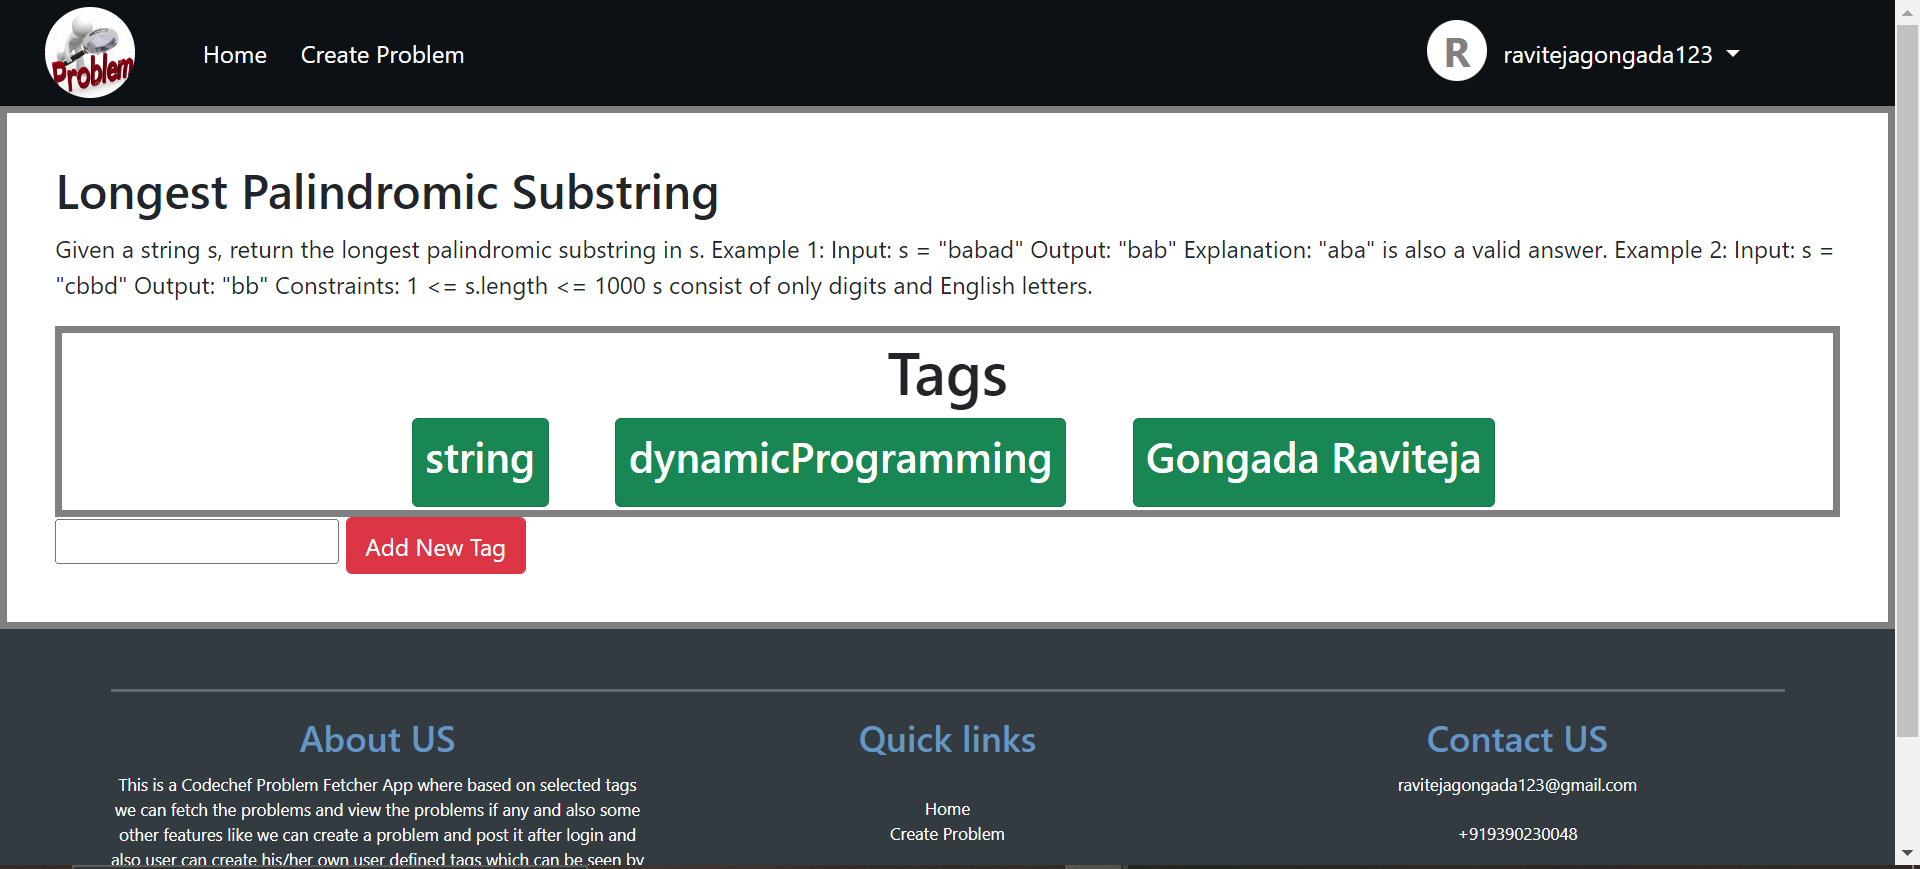 Problem
Home
Create Problem
R
ravitejagongada123
Longest Palindromic Substring
Given a string s, return the longest palindromic substring in s. Example 1: Input: s = "babad" Output: "bab" Explanation: "aba" is also a valid answer. Example 2: Input: s =
"cbbd" Output: "bb" Constraints: 1 <= s.length <= 1000 s consist of only digits and English letters.
Tags
string
dynamicProgramming
Gongada Raviteja
Add New Tag
About US
This is a Codechef Problem Fetcher App where based on selected tags
we can fetch the problems and view the problems if any and also some
other features like we can create a problem and post it after login and
also user can create his/her own user defined tags which can be seen by
Quick links
Home
Create Problem
Contact US
ravitejagongada123@gmail.com
+919390230048